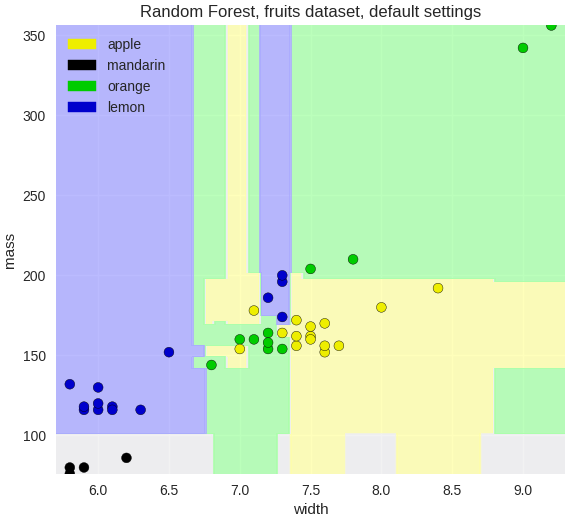 Random Forest, fruits dataset, default settings
apple
mandarin
orange
lemon
mass
350
300
250
200
150
100
6.0 6.5 7.0 7.5 8.0 8.5 9.0
width